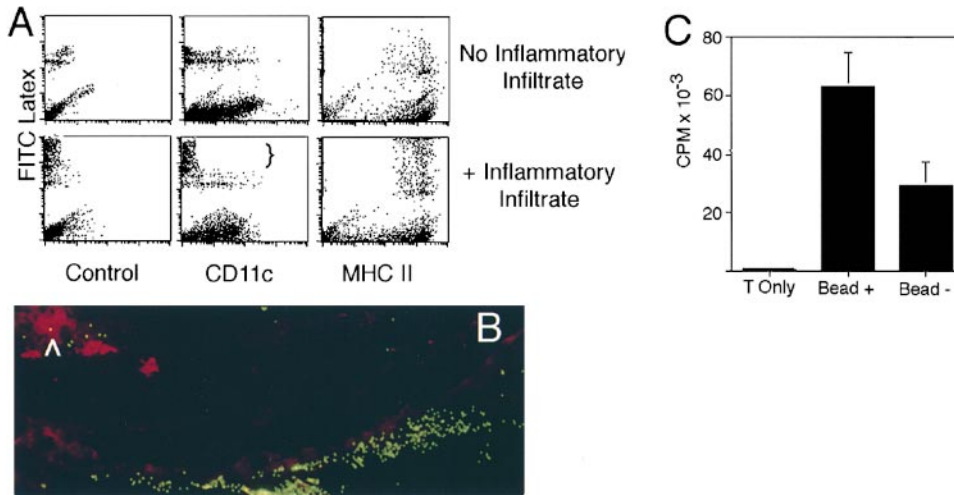 A
FITC Latex
No Inflammatory
Infiltrate
+ Inflammatory
Infiltrate
}
Control
CD11c
MHC II
B
^
C
CPM x 10-3
80
60
40
20
T Only
Bead +
Bead -